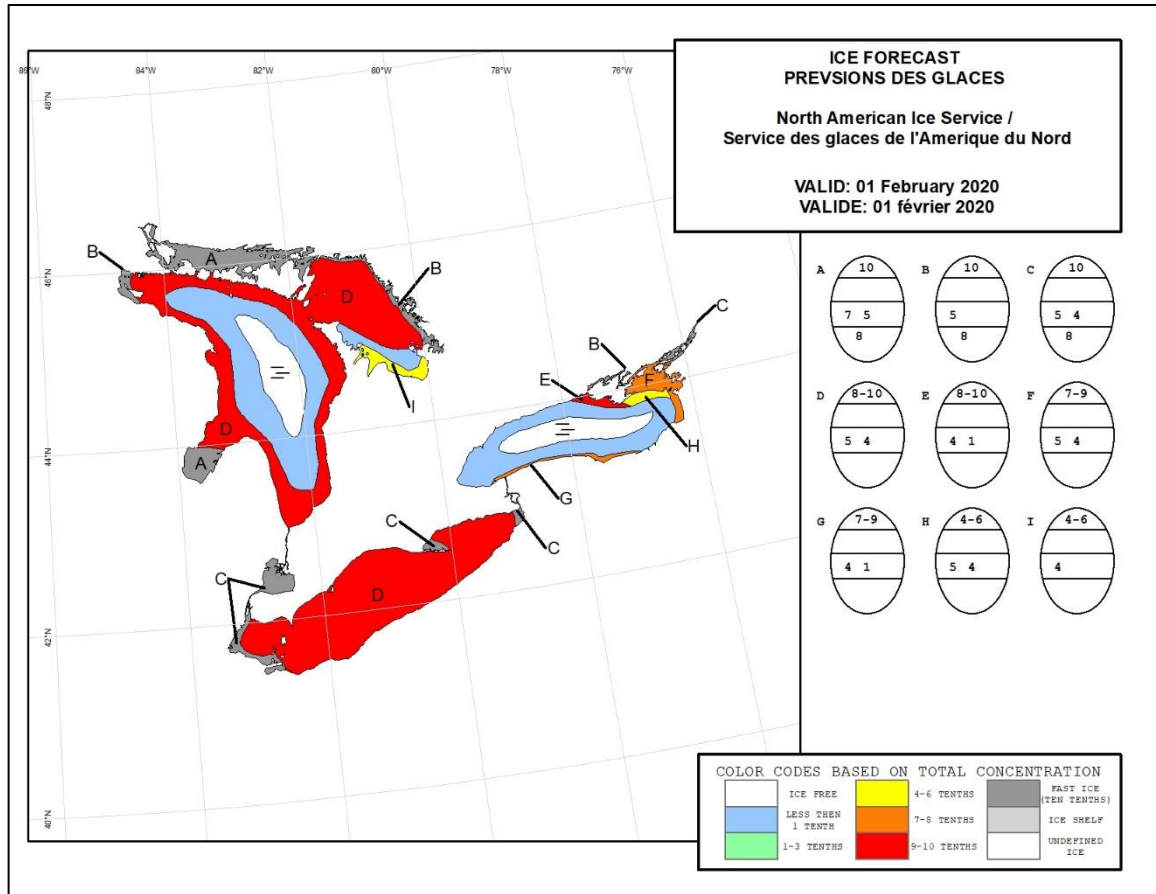 ICE FORECAST
PREVSIONS DES GLACES
North American Ice Service /
Service des glaces de l'Amerique du Nord
VALID: 01 February 2020
VALIDE: 01 février 2020
86°W
84°W
82°W
80°W
78°W
76°W
48°N
46°N
44°N
42°N
40°N
B
A
B
D
C
B
E
F
I
H
D
A
G
C
C
C
D
A 10
7 5
8
B 10
5
8
C 10
5 4
8
D 8-10
5 4
E 8-10
4 1
F 7-9
5 4
G 7-9
4 1
H 4-6
5 4
I 4-6
4
COLOR CODES BASED ON TOTAL CONCENTRATION
ICE FREE
LESS THEN
1 TENTH
1-3 TENTHS
4-6 TENTHS
7-8 TENTHS
9-10 TENTHS
FAST ICE
(TEN TENTHS)
ICE SHELF
UNDEFINED
ICE